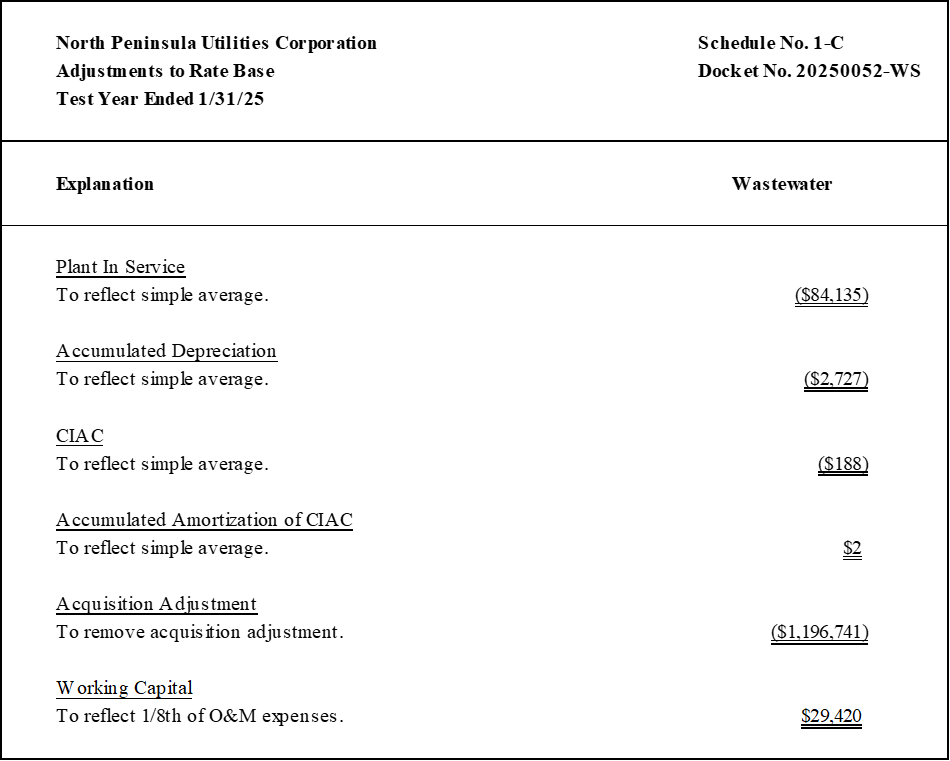 North Peninsula Utilities Corporation Schedule No. 1-C
Adjustments to Rate Base Docket No. 20250052-WS
Test Year Ended 1/31/25
Explanation Wastewater
Plant In Service
To reflect simple average. ($84,135)
Accumulated Depreciation
To reflect simple average. ($2,727)
CIAC
To reflect simple average. ($188)
Accumulated Amortization of CIAC
To reflect simple average. $2
Acquisition Adjustment
To remove acquisition adjustment. ($1,196,741)
Working Capital
To reflect 1/8th of O&M expenses. $29,420